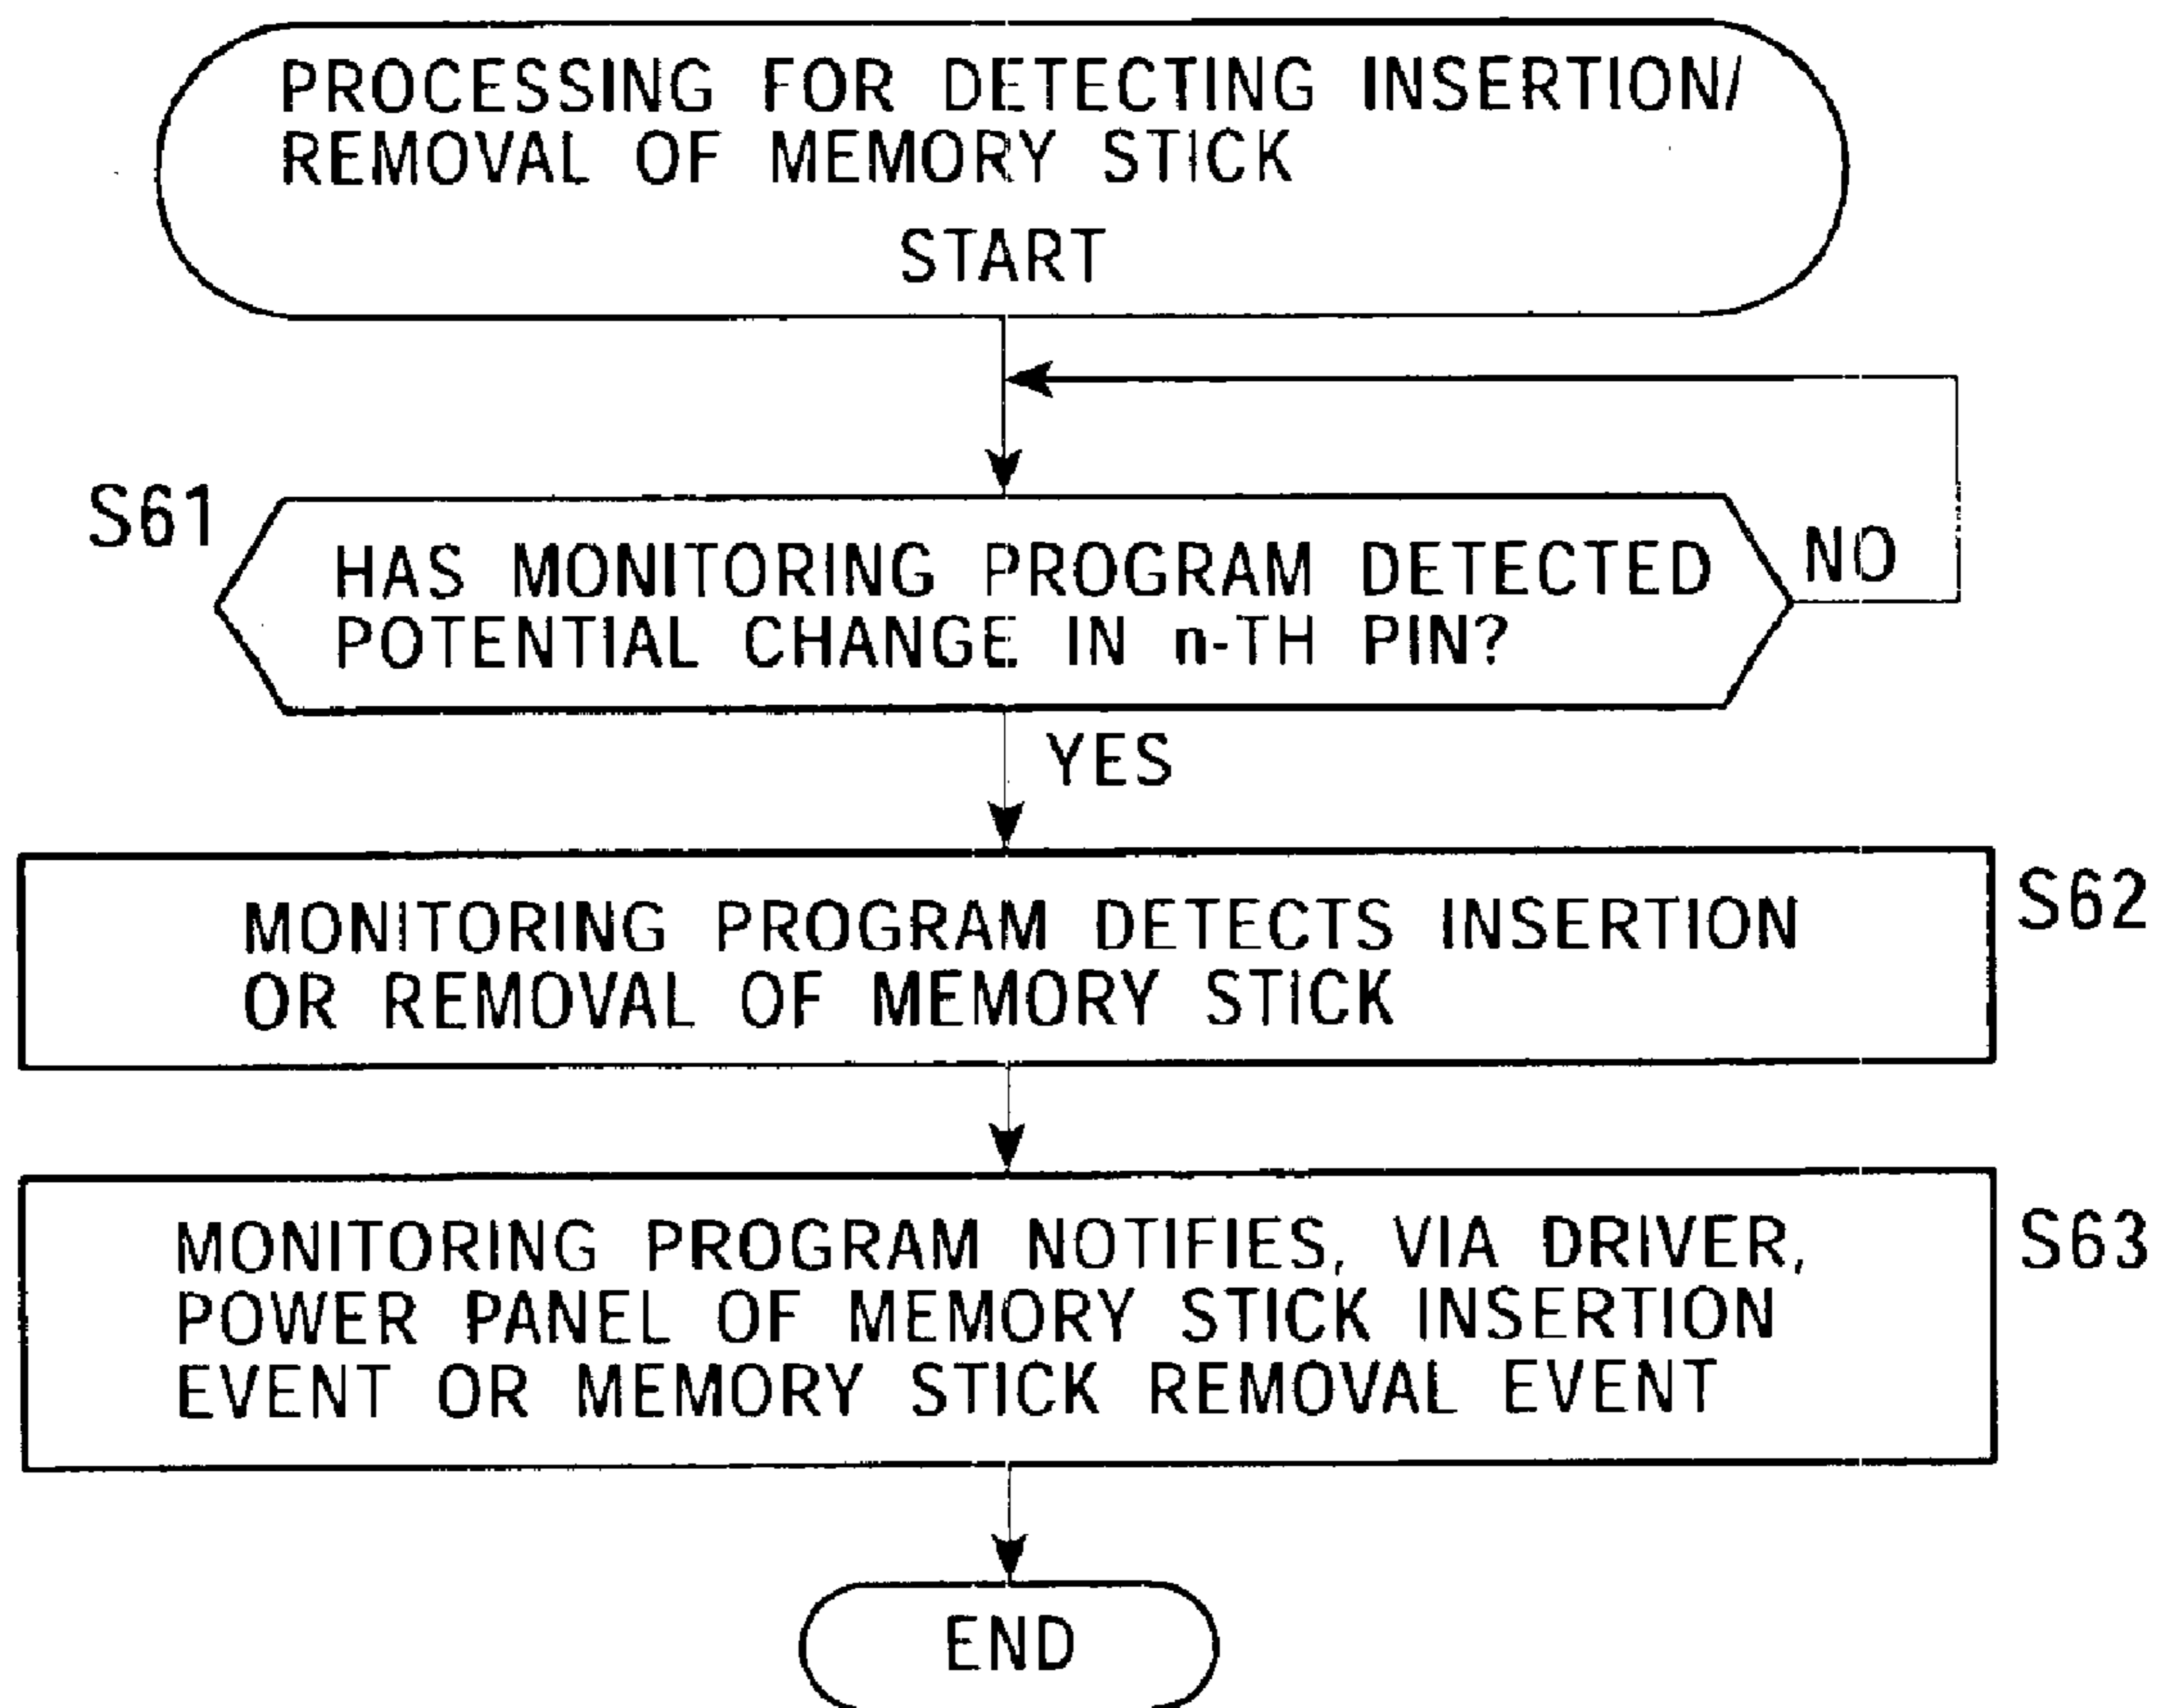 PROCESSING FOR DETECTING INSERTION/
REMOVAL OF MEMORY STICK
START
S61
HAS MONITORING PROGRAM DETECTED
POTENTIAL CHANGE IN n-TH PIN?
NO
YES
MONITORING PROGRAM DETECTS INSERTION
OR REMOVAL OF MEMORY STICK
S62
MONITORING PROGRAM NOTIFIES, VIA DRIVER,
POWER PANEL OF MEMORY STICK INSERTION
EVENT OR MEMORY STICK REMOVAL EVENT
S63
END